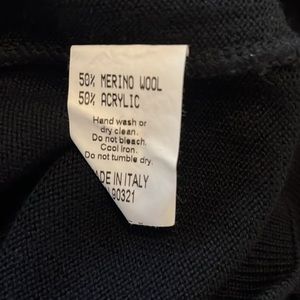 50% MERINO WOOL
50% ACRYLIC
Hand wash or
dry clean.
Do not bleach.
Cool iron.
Do not tumble dry
MADE IN ITALY
90321